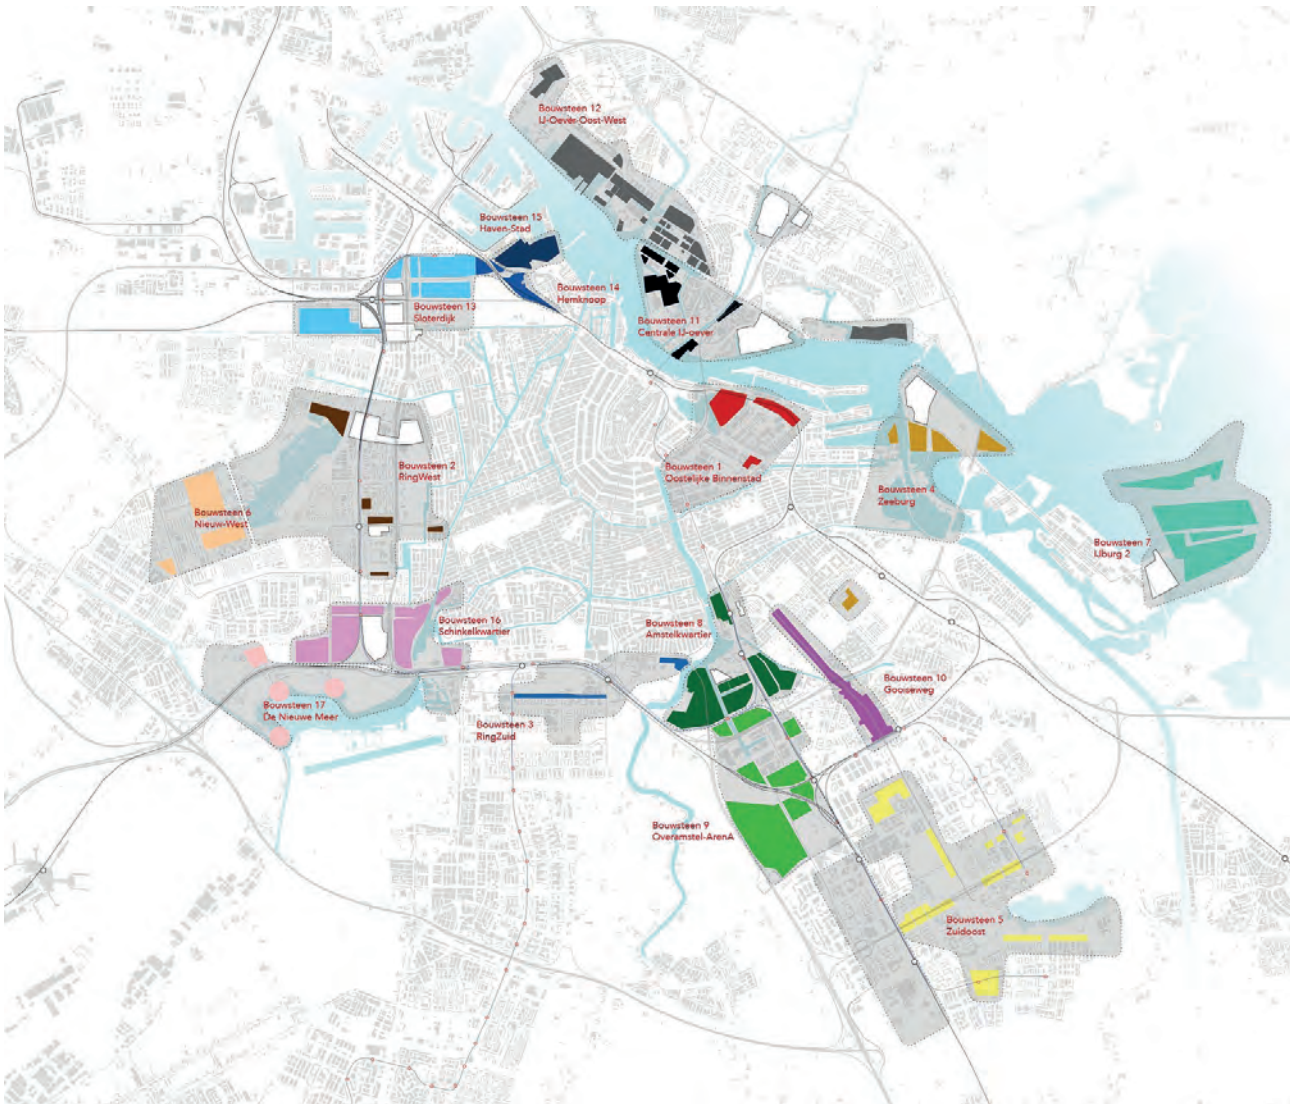 Bouwsteen 12
IJ-Oever-Oost-West
Bouwsteen 15
Haven-Stad
Bouwsteen 14
Hemknoop
Bouwsteen 13
Sloterdijk
Bouwsteen 11
Centrale IJ-oever
Bouwsteen 2
RingWest
Bouwsteen 1
Oostelijke Binnenstad
Bouwsteen 4
Zeeburg
Bouwsteen 6
Nieuw-West
Bouwsteen 7
IJburg 2
Bouwsteen 16
Schinkelkwartier
Bouwsteen 8
Amstelkwartier
Bouwsteen 10
Gooiseweg
Bouwsteen 17
De Nieuwe Meer
Bouwsteen 3
RingZuid
Bouwsteen 9
Overamstel-ArenA
Bouwsteen 5
Zuidoost